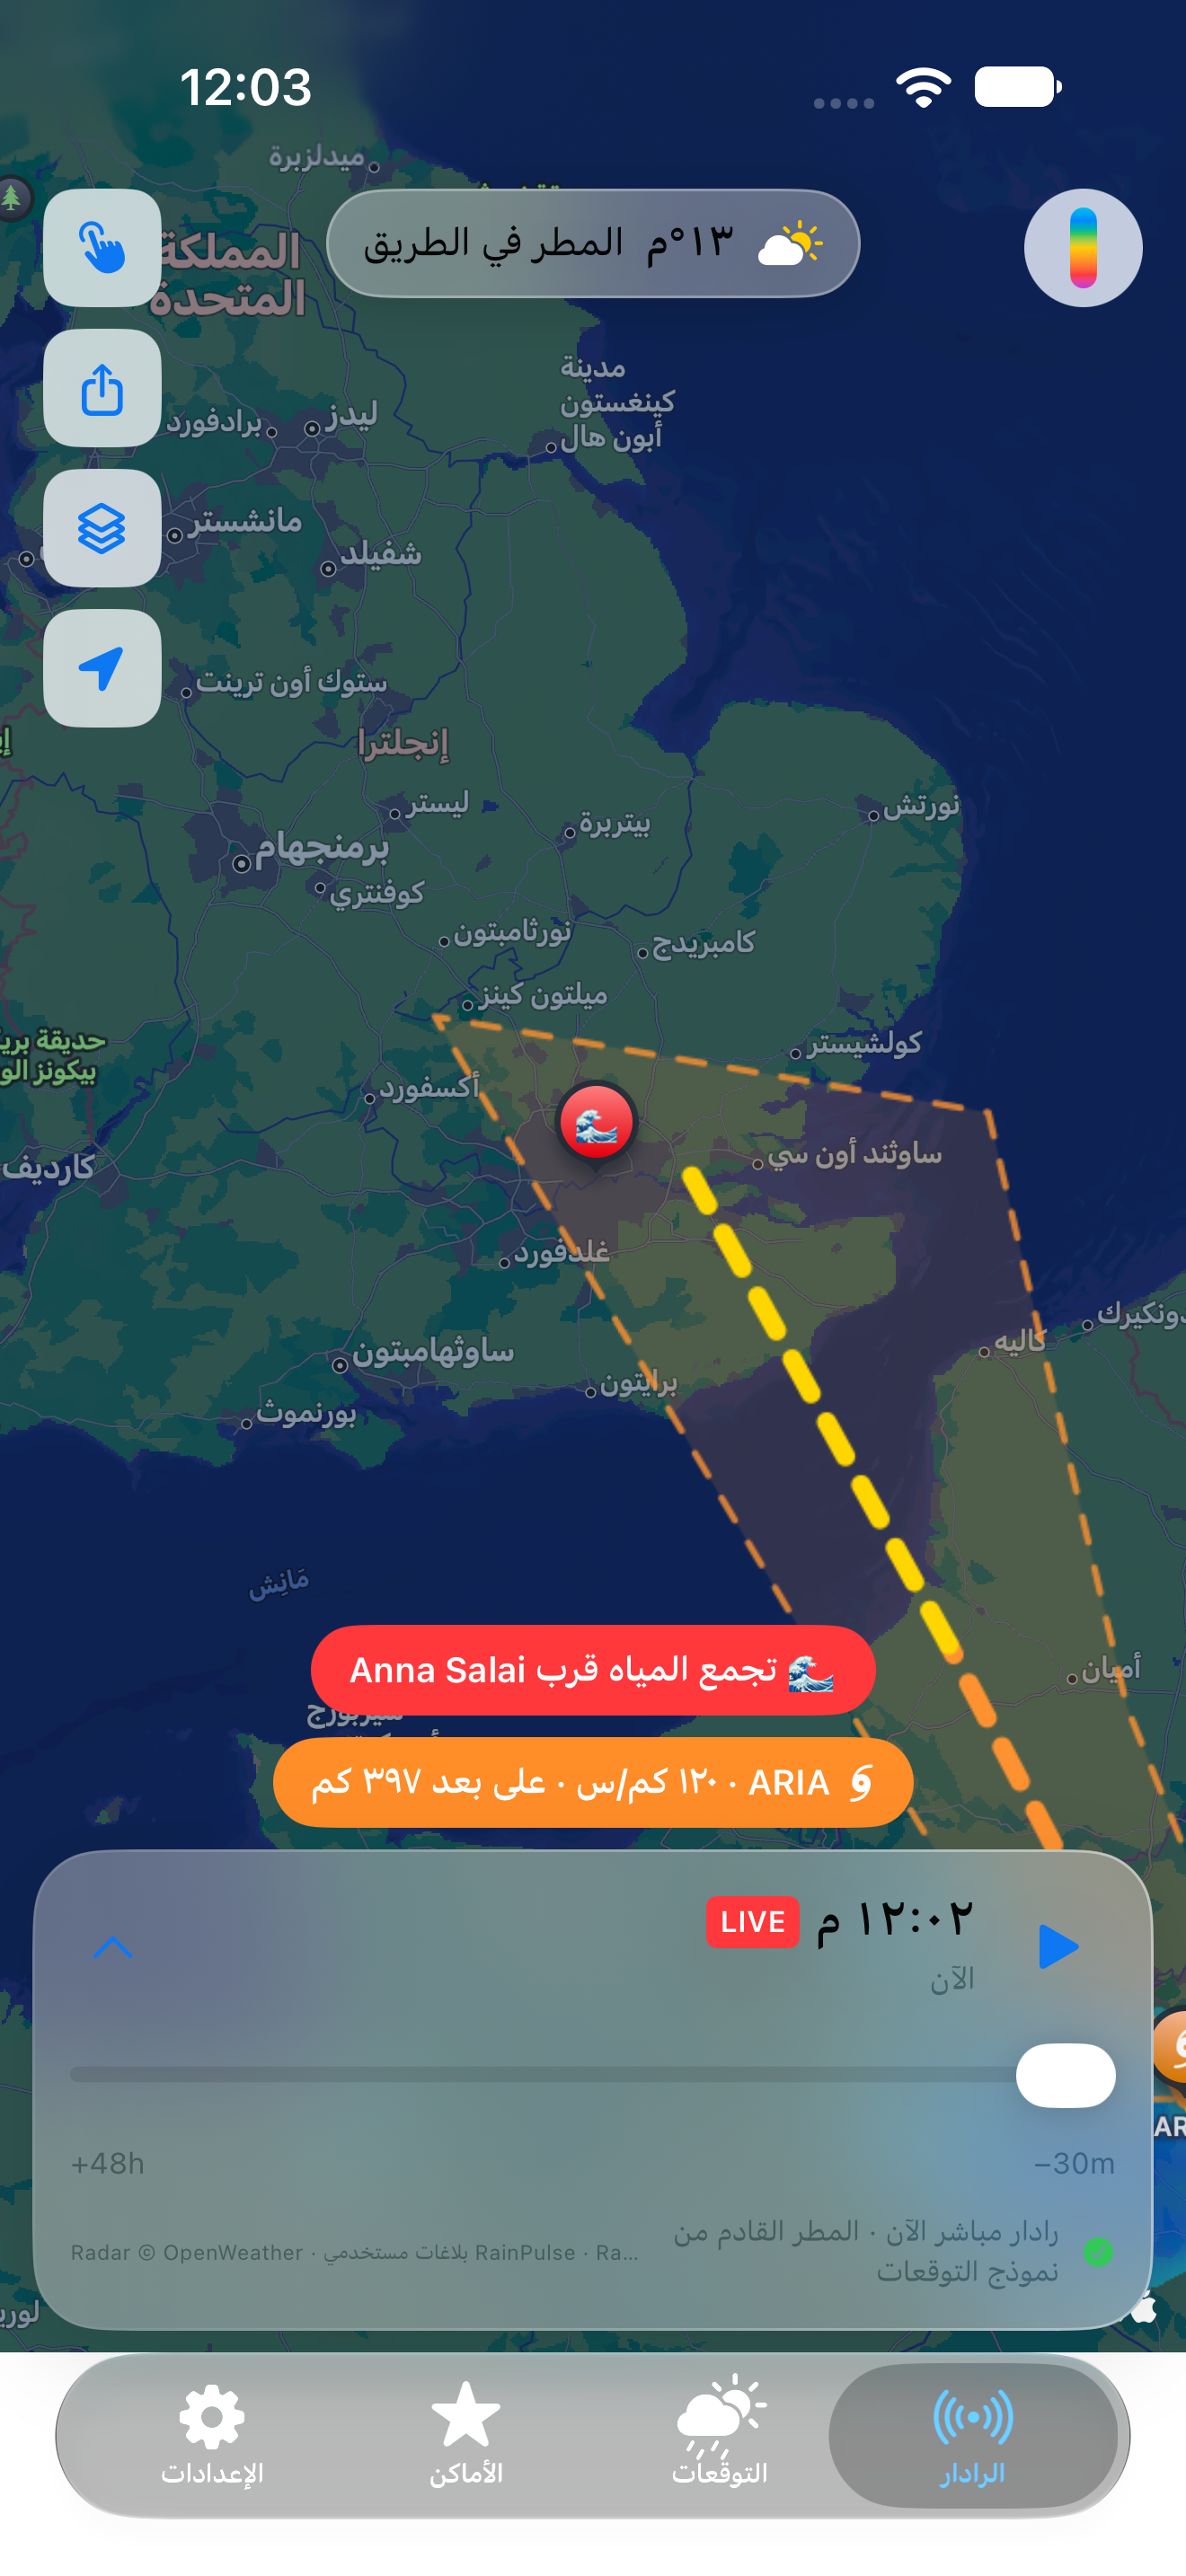 12:03
ميدلزبرة
١٣°م المطر في الطريق
المملكة
المتحدة
مدينة
كينغستون
أبون هال
برادفورد
ليدز
مانشستر
شفيلد
ستوك أون ترينت
إنجلترا
ليستر
بيتربرة
نورتش
برمنجهام
كوفنتري
نورثامبتون
كامبريدج
ميلتون كينز
كولشيستر
حديقة
أكسفورد
ساوثند أون سي
كارديف
غلدفورد
كاليه
ساوثهامبتون
برايتون
بورنموث
مَانِش
🌊 تجمع المياه قرب Anna Salai
أميان
ARIA · ١٢٠ كم/س · على بعد ٣٩٧ كم
١٢:٠٢ م LIVE
الآن
−30m
+48h
رادار مباشر الآن · المطر القادم من
نموذج التوقعات
Radar © OpenWeather · بلاغات مستخدمي RainPulse · Ra...
الرادار
التوقعات
الأماكن
الإعدادات